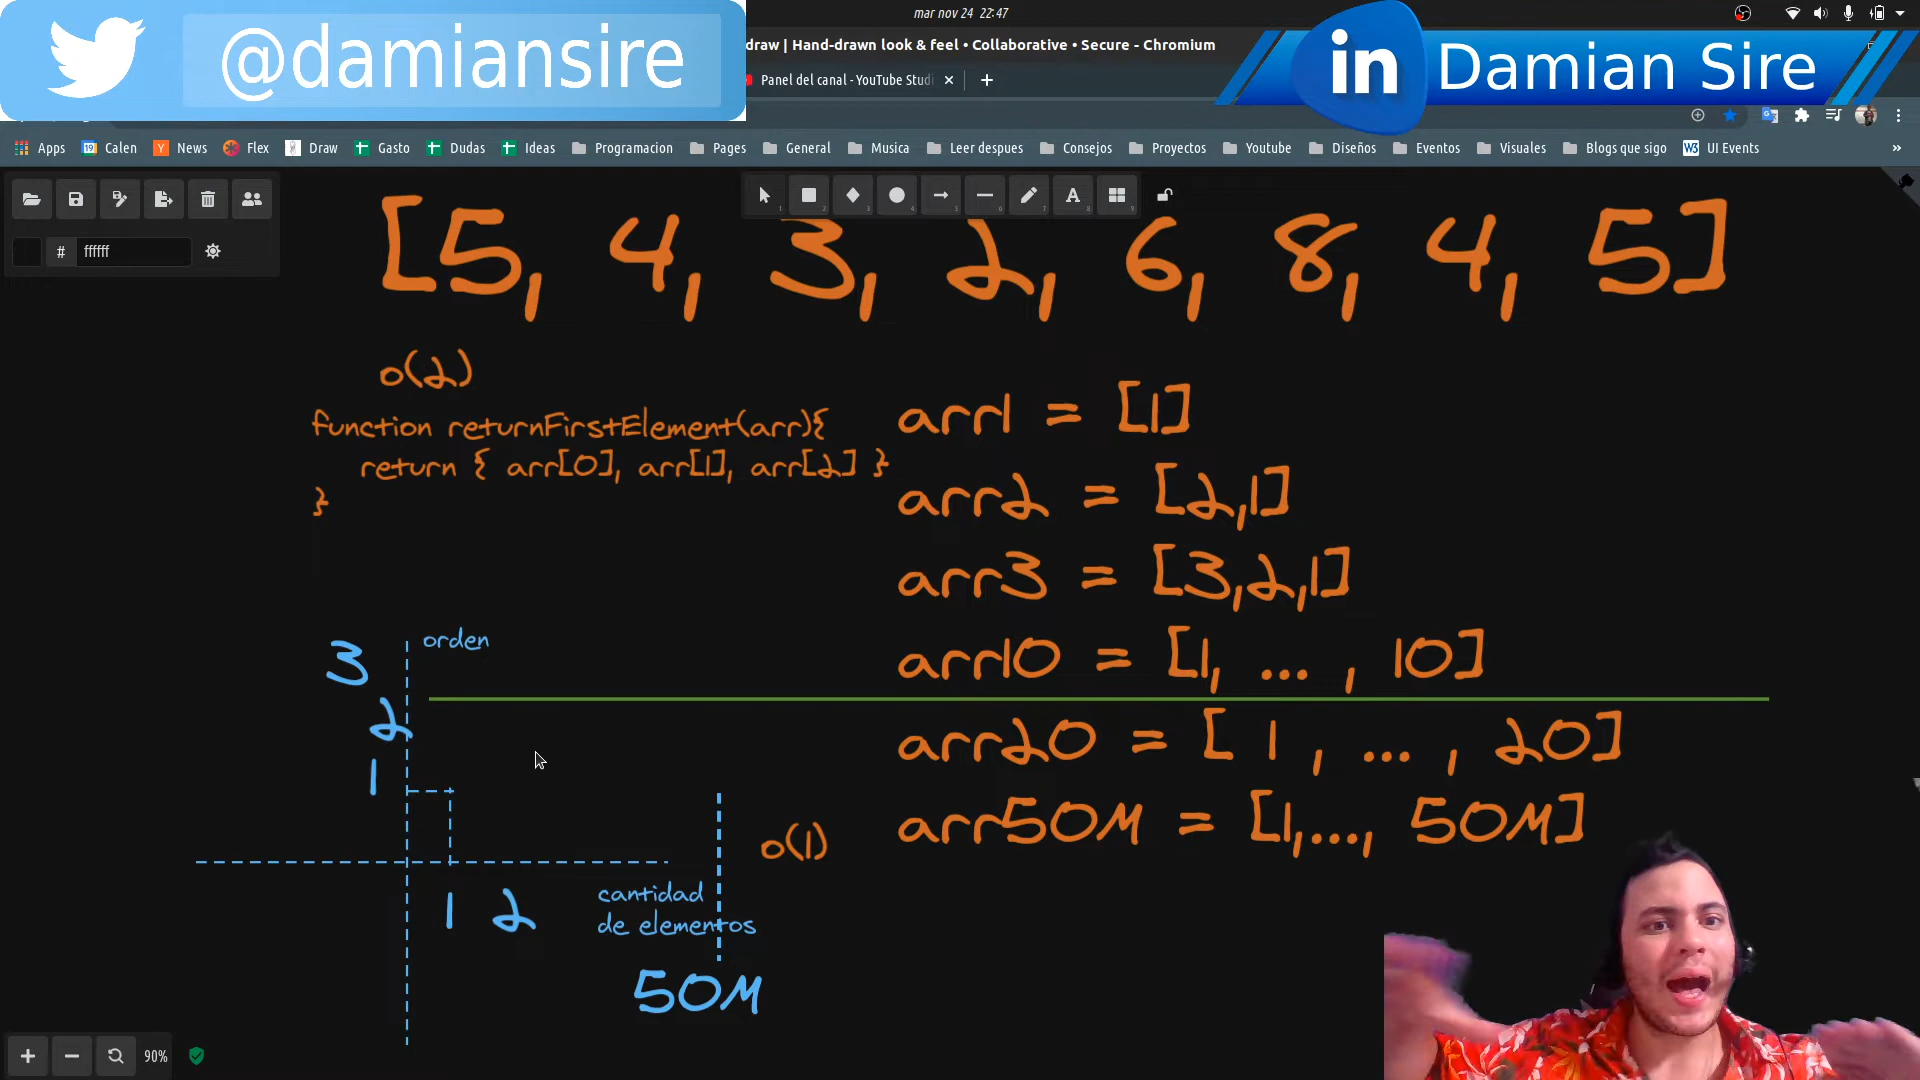 mar nov 24 22:47
@damiansire
draw | Hand-drawn look & feel • Collaborative • Secure - Chromium
in Damian Sire
Panel del canal - YouTube Studi
Apps Calen News Flex Draw Gasto Dudas Ideas Programacion Pages General Musica Leer despues Consejos Proyectos Youtube Diseños Eventos Visuales Blogs que sigo UI Events
# ffffff
[5, 4, 3, 2, 6, 8, 4, 5]
o(2)
function returnFirstElement(arr){
return { arr[0], arr[1], arr[2] }
}
arr1 = [1]
arr2 = [2,1]
arr3 = [3,2,1]
arr10 = [1, ... , 10]
arr20 = [ 1 , ... , 20]
arr50M = [1,..., 50M]
orden
3
2
1
o(1)
1 2
cantidad
de elementos
50M
90%